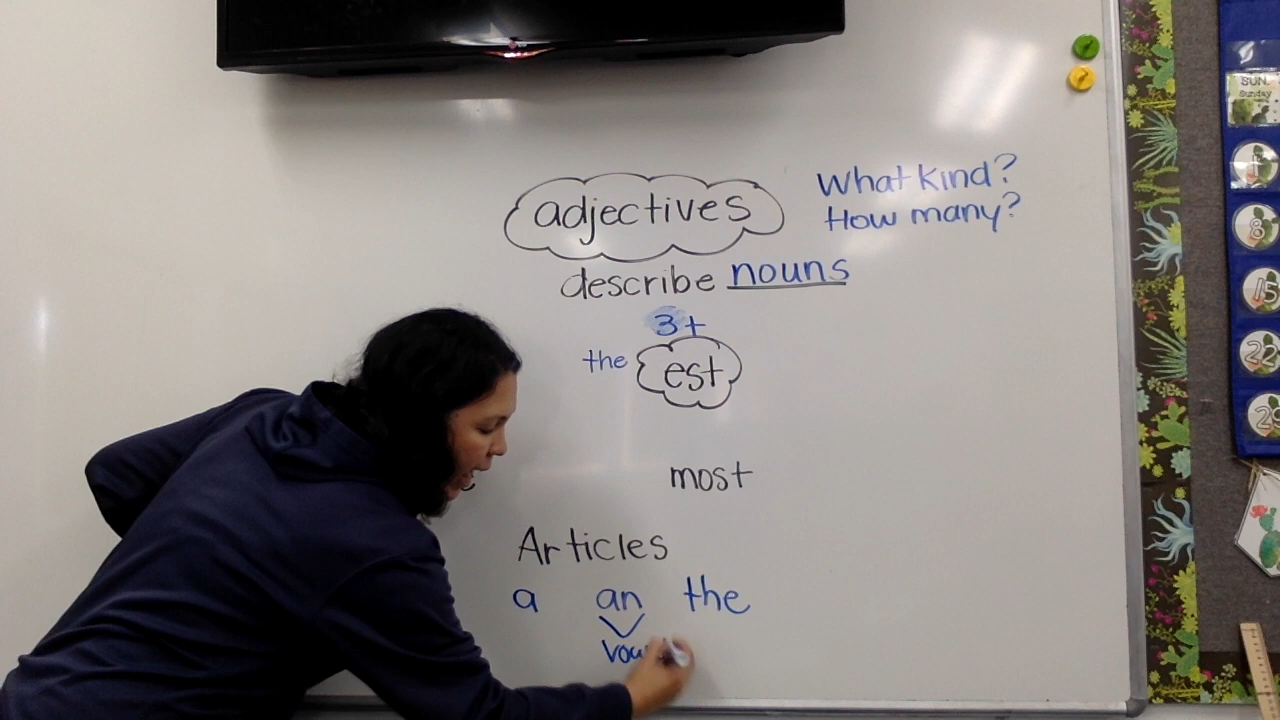 adjectives
What kind?
How many?
describe nouns
3+
the est
most
Articles
a an the
SUN.
Sunday
1
8
15
22